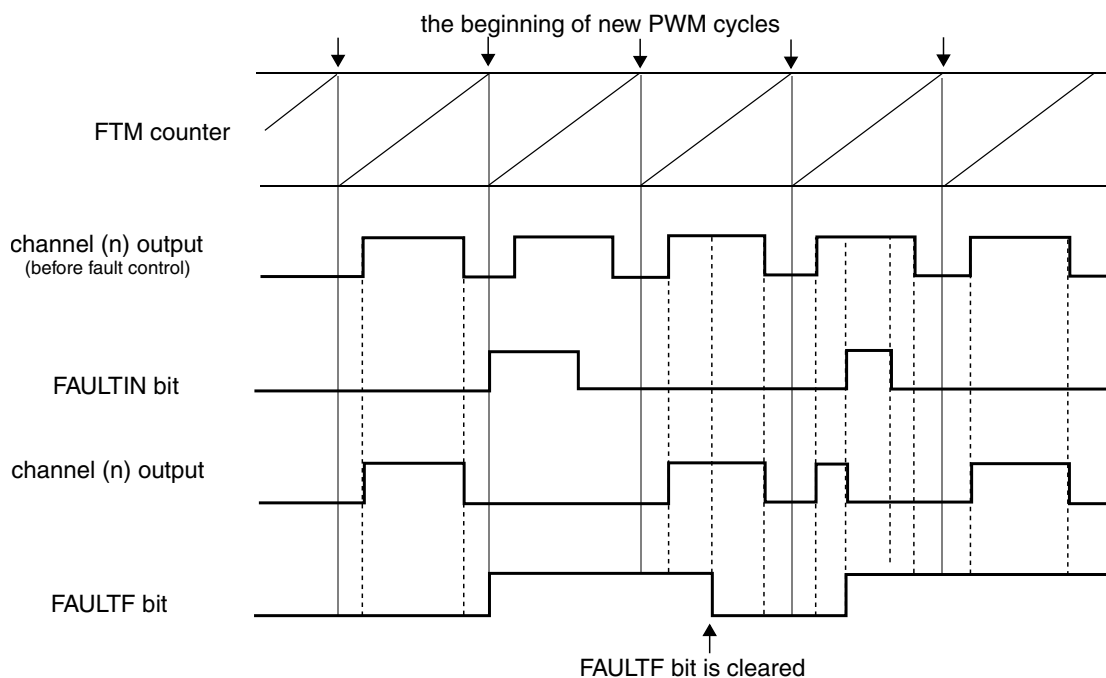 the beginning of new PWM cycles
FTM counter
channel (n) output
(before fault control)
FAULTIN bit
channel (n) output
FAULTF bit
FAULTF bit is cleared